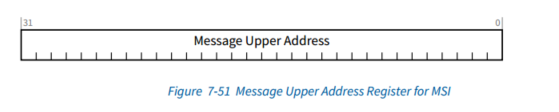 31 0
Message Upper Address
Figure 7-51 Message Upper Address Register for MSI